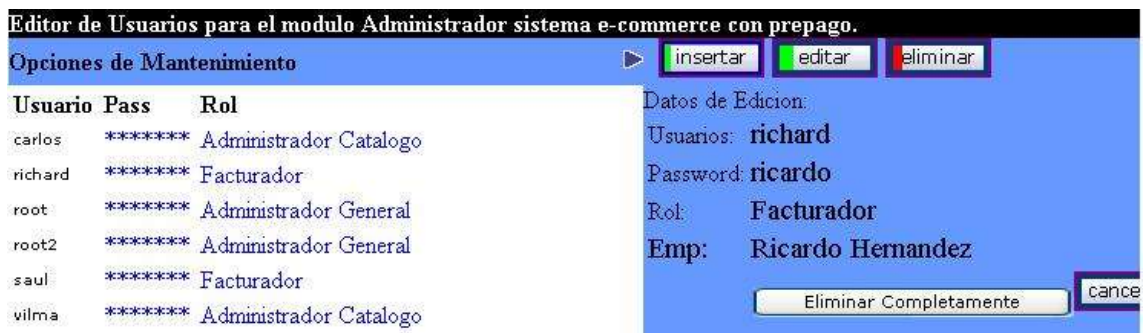 Editor de Usuarios para el modulo Administrador sistema e-commerce con prepago.
Opciones de Mantenimiento
insertar editar eliminar
Usuario Pass Rol
carlos ******* Administrador Catalogo
richard ******* Facturador
root ******* Administrador General
root2 ******* Administrador General
saul ******* Facturador
vilma ******* Administrador Catalogo
Datos de Edicion:
Usuarios: richard
Password: ricardo
Rol: Facturador
Emp: Ricardo Hernandez
Eliminar Completamente
cance